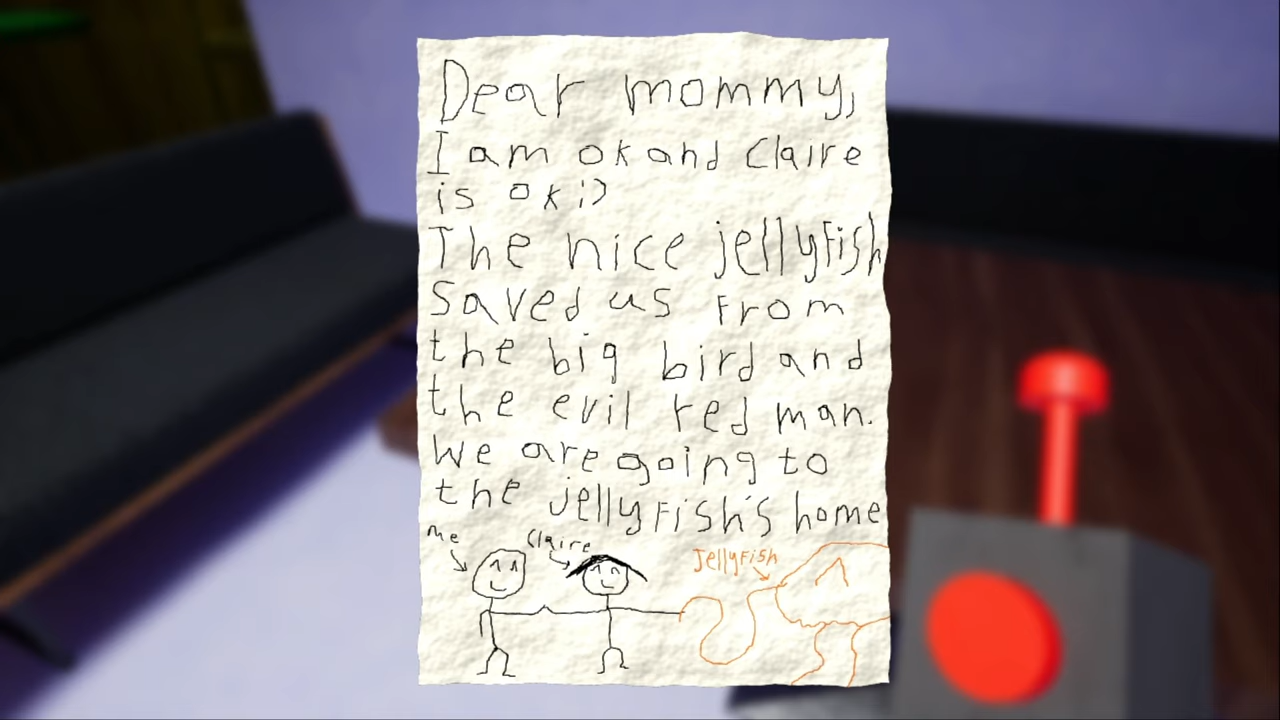 Dear mommy,
I am ok and Claire
is ok :)
The nice jellyfish
saved us from
the big bird and
the evil red man.
We are going to
the jellyfish's home
me
Claire
Jellyfish